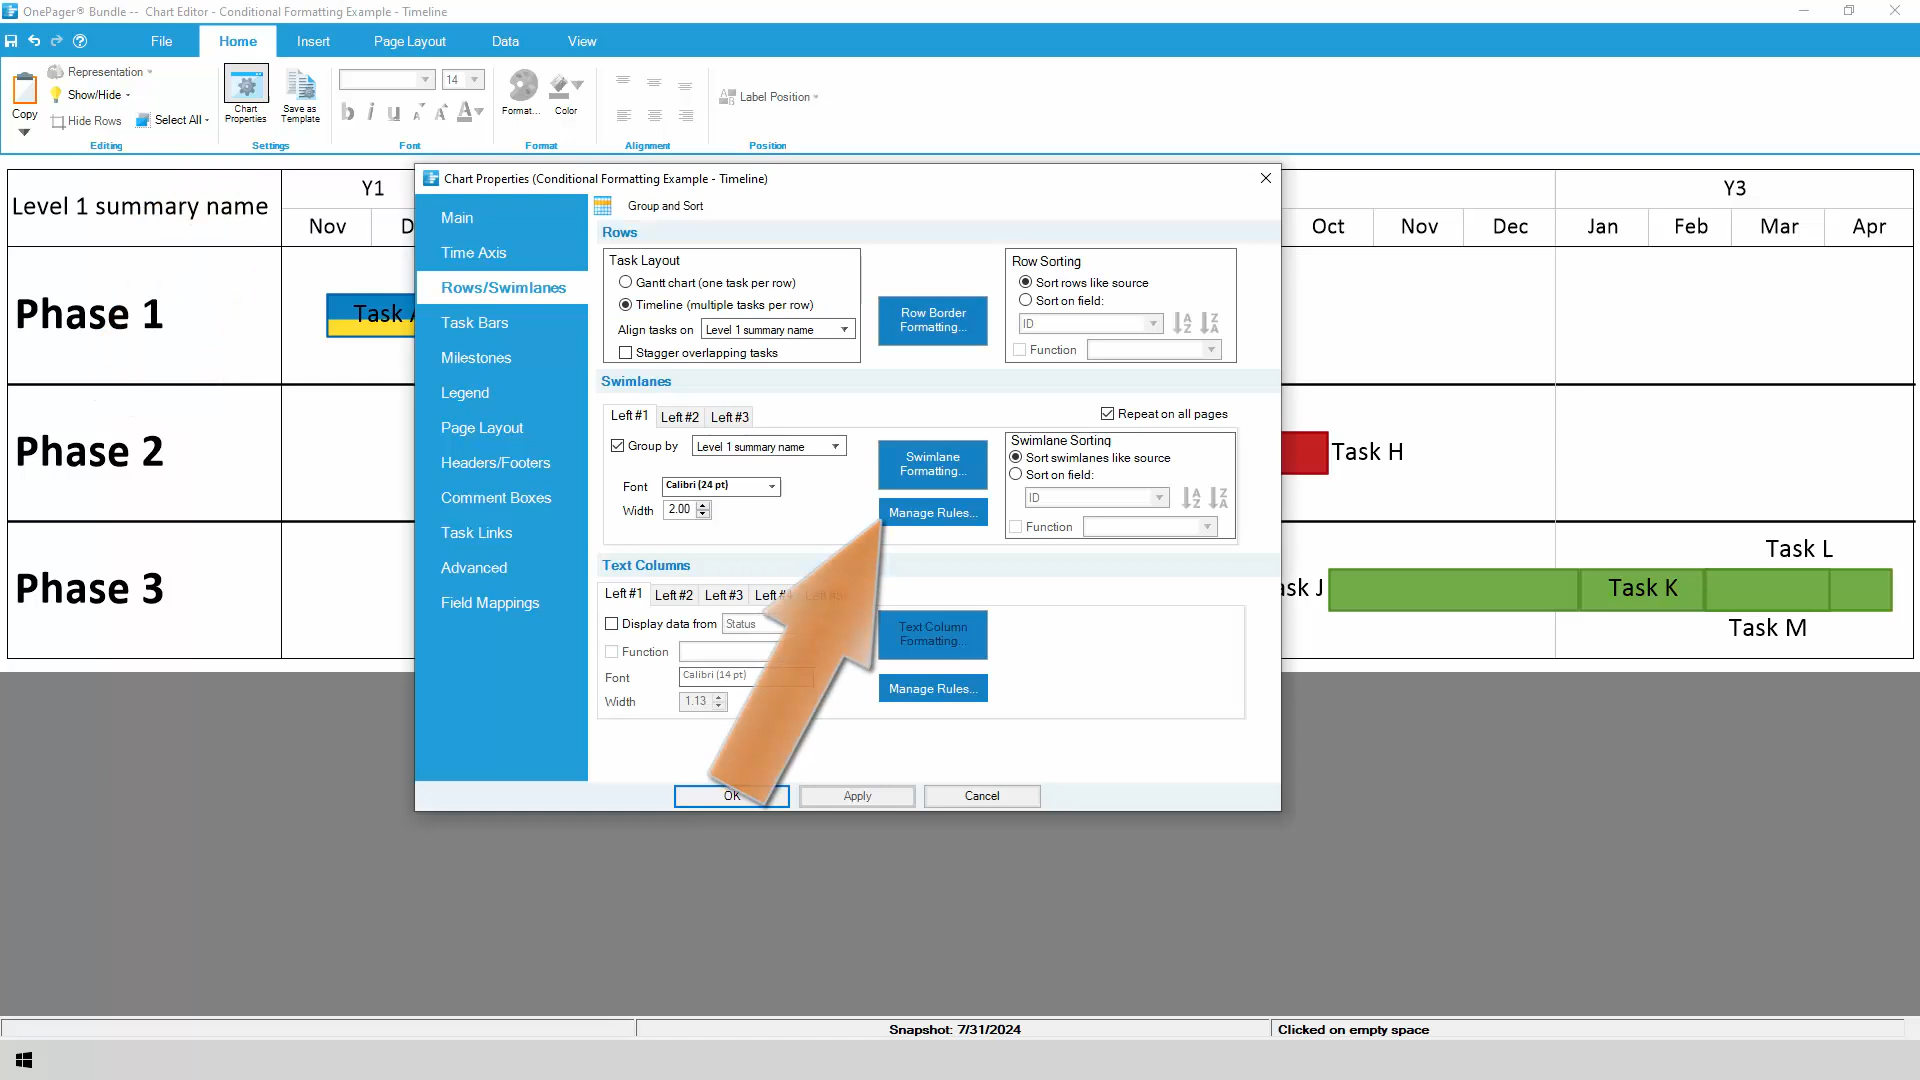 OnePager® Bundle -- Chart Editor - Conditional Formatting Example - Timeline
File Home Insert Page Layout Data View
Copy
Representation
Show/Hide
Hide Rows
Select All
Editing
Chart Properties
Save as Template
Settings
14
Font
Format...
Color
Format
Alignment
Label Position
Position
Level 1 summary name
Y1
Y3
Nov
Oct Nov Dec Jan Feb Mar Apr
Phase 1
Task
Phase 2
Task H
Phase 3
Task L
Task K
Task M
Chart Properties (Conditional Formatting Example - Timeline)
Main
Time Axis
Rows/Swimlanes
Task Bars
Milestones
Legend
Page Layout
Headers/Footers
Comment Boxes
Task Links
Advanced
Field Mappings
Group and Sort
Rows
Task Layout
Gantt chart (one task per row)
Timeline (multiple tasks per row)
Align tasks on Level 1 summary name
Stagger overlapping tasks
Row Border Formatting...
Row Sorting
Sort rows like source
Sort on field:
ID
Function
Swimlanes
Left #1 Left #2 Left #3
Repeat on all pages
Group by Level 1 summary name
Font Calibri (24 pt)
Width 2.00
Swimlane Formatting...
Manage Rules...
Swimlane Sorting
Sort swimlanes like source
Sort on field:
ID
Function
Text Columns
Left #1 Left #2 Left #3 Left #4
Display data from Status
Function
Font Calibri (14 pt)
Width 1.13
Text Column Formatting...
Manage Rules...
OK Apply Cancel
Snapshot: 7/31/2024
Clicked on empty space